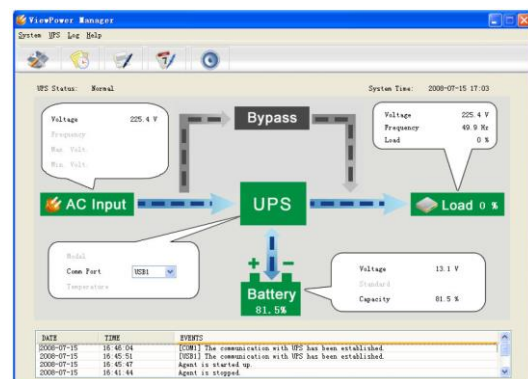 ViewPower Manager
System UPS Log Help
UPS Status: Normal
System Time: 2008-07-15 17:03
Voltage 225.4 V
Frequency
Max. Volt.
Min. Volt.
Bypass
Voltage 225.4 V
Frequency 49.9 Hz
Load 0 %
AC Input
UPS
Load 0 %
Modal
Comm Port USB1
Temperature
+ -
Battery
81.5%
Voltage 13.1 V
Standard
Capacity 81.5 %
DATE TIME EVENTS
2008-07-15 16:46:04 [COM1] The communication with UPS has been established.
2008-07-15 16:45:51 [USB1] The communication with UPS has been established.
2008-07-15 16:45:47 Agent is started up.
2008-07-15 16:41:44 Agent is stopped.